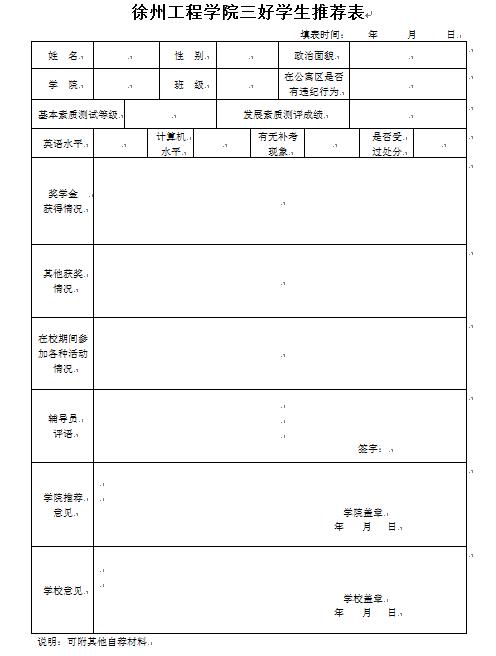 徐州工程学院三好学生推荐表
填表时间： 年 月 日
姓 名 性 别 政治面貌
学 院 班 级 在公寓区是否
有违纪行为
基本素质测试等级 发展素质测评成绩
英语水平 计算机
水平 有无补考
现象 是否受
过处分
奖学金
获得情况
其他获奖
情况
在校期间参
加各种活动
情况
辅导员
评语
签字：
学院推荐
意见
学院盖章
年 月 日
学校意见
学校盖章
年 月 日
说明：可附其他自荐材料